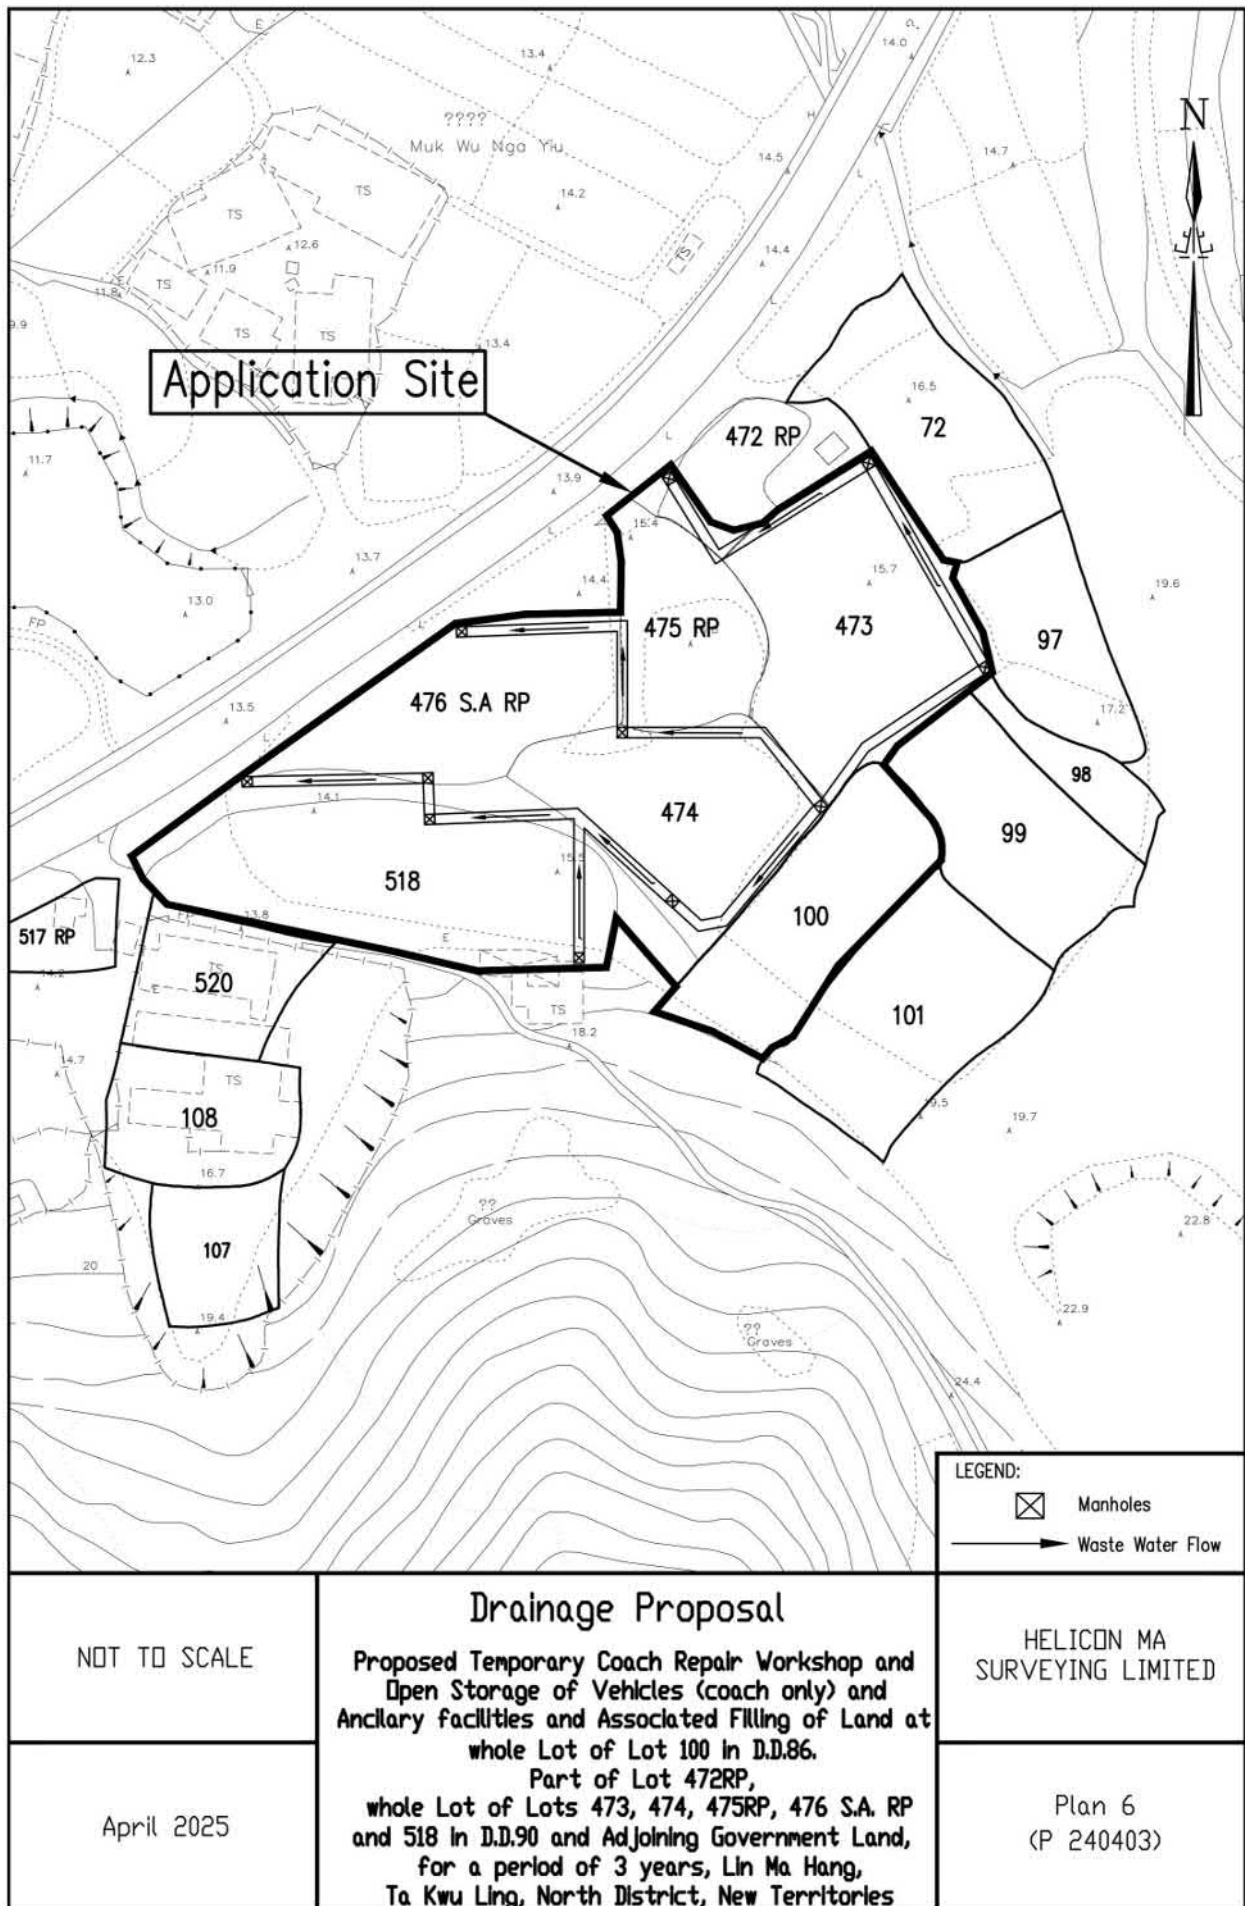 E
12.3
13.4
14.0
????
Muk Wu Nga Yiu
H
14.5
14.7
N
TS
TS
14.2
L
12.6
TS
14.4
E
11.9
TS
11.8
L
9.9
TS
TS
13.4
Application Site
16.5
72
L
472 RP
11.7
13.9
15.4
L
13.7
15.7
14.4
19.6
13.0
FP
L
475 RP
473
97
476 S.A RP
13.5
17.2
L
98
14.1
474
99
L
15.5
518
100
FP
13.8
517 RP
E
TS
14.2
520
E
101
TS
18.2
14.7
TS
108
19.5
19.7
16.7
??
Graves
22.8
107
20
19.4
22.9
??
Graves
24.4
LEGEND:
Manholes
Waste Water Flow
NOT TO SCALE
April 2025
Drainage Proposal
Proposed Temporary Coach Repair Workshop and
Open Storage of Vehicles (coach only) and
Ancillary facilities and Associated Filling of Land at
whole Lot of Lot 100 in D.D.86.
Part of Lot 472RP,
whole Lot of Lots 473, 474, 475RP, 476 S.A. RP
and 518 in D.D.90 and Adjoining Government Land,
for a period of 3 years, Lin Ma Hang,
Ta Kwu Ling, North District, New Territories
HELICON MA
SURVEYING LIMITED
Plan 6
(P 240403)